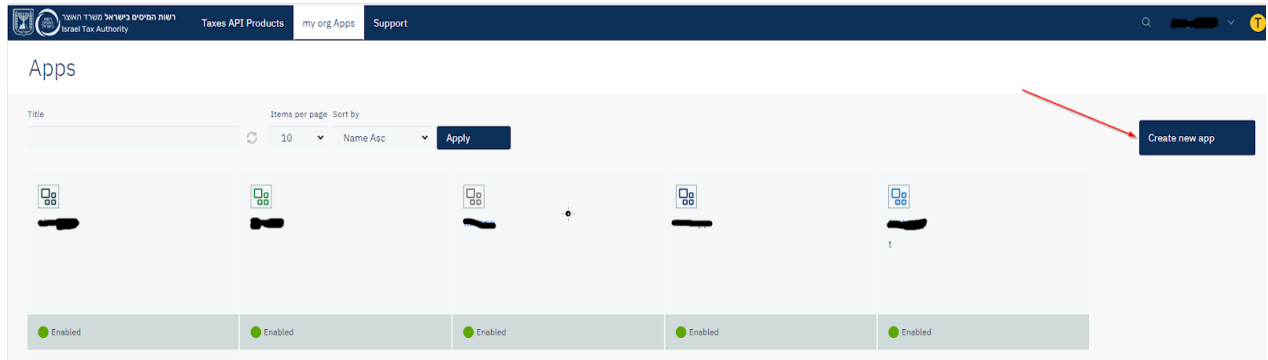 רשות המיסים בישראל משרד האוצר
Israel Tax Authority
Taxes API Products my org Apps Support
T
Apps
Title Items per page Sort by
10 Name Asc Apply
Create new app
t
Enabled Enabled Enabled Enabled Enabled